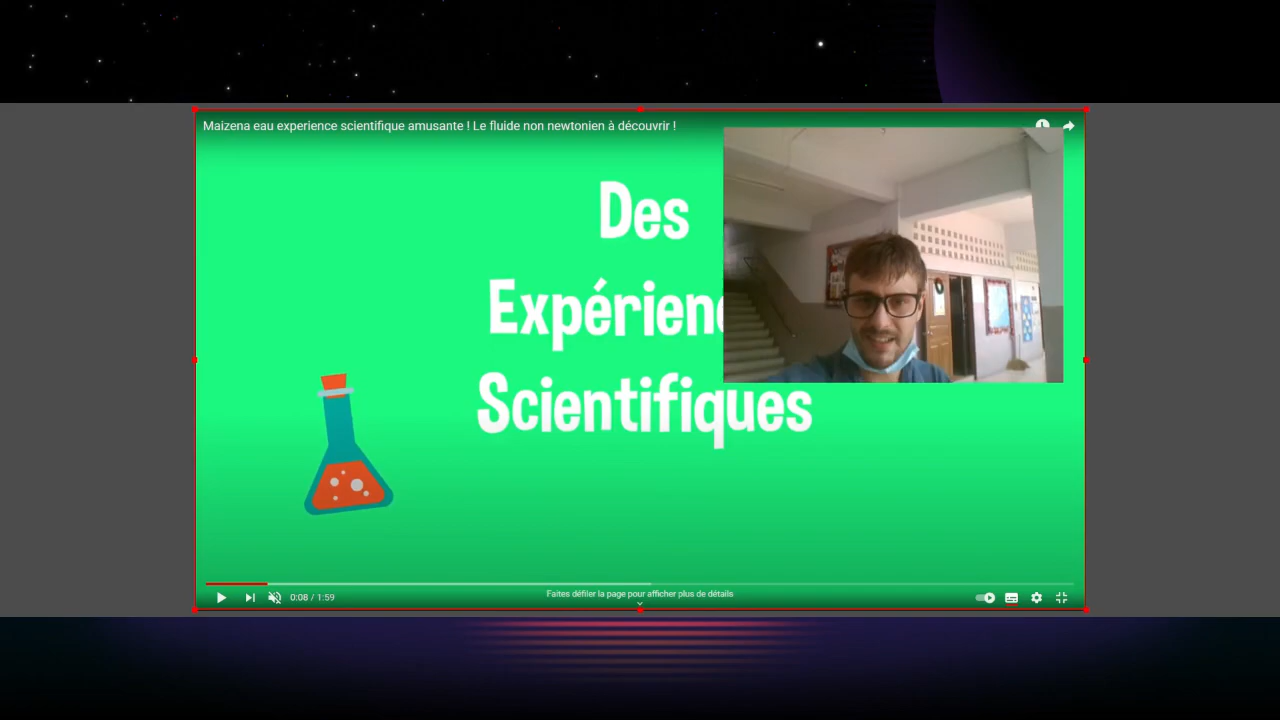 Maizena eau experience scientifique amusante ! Le fluide non newtonien à découvrir !
Des
Expérienc
Scientifiques
0:08 / 1:59
Faites défiler la page pour afficher plus de détails